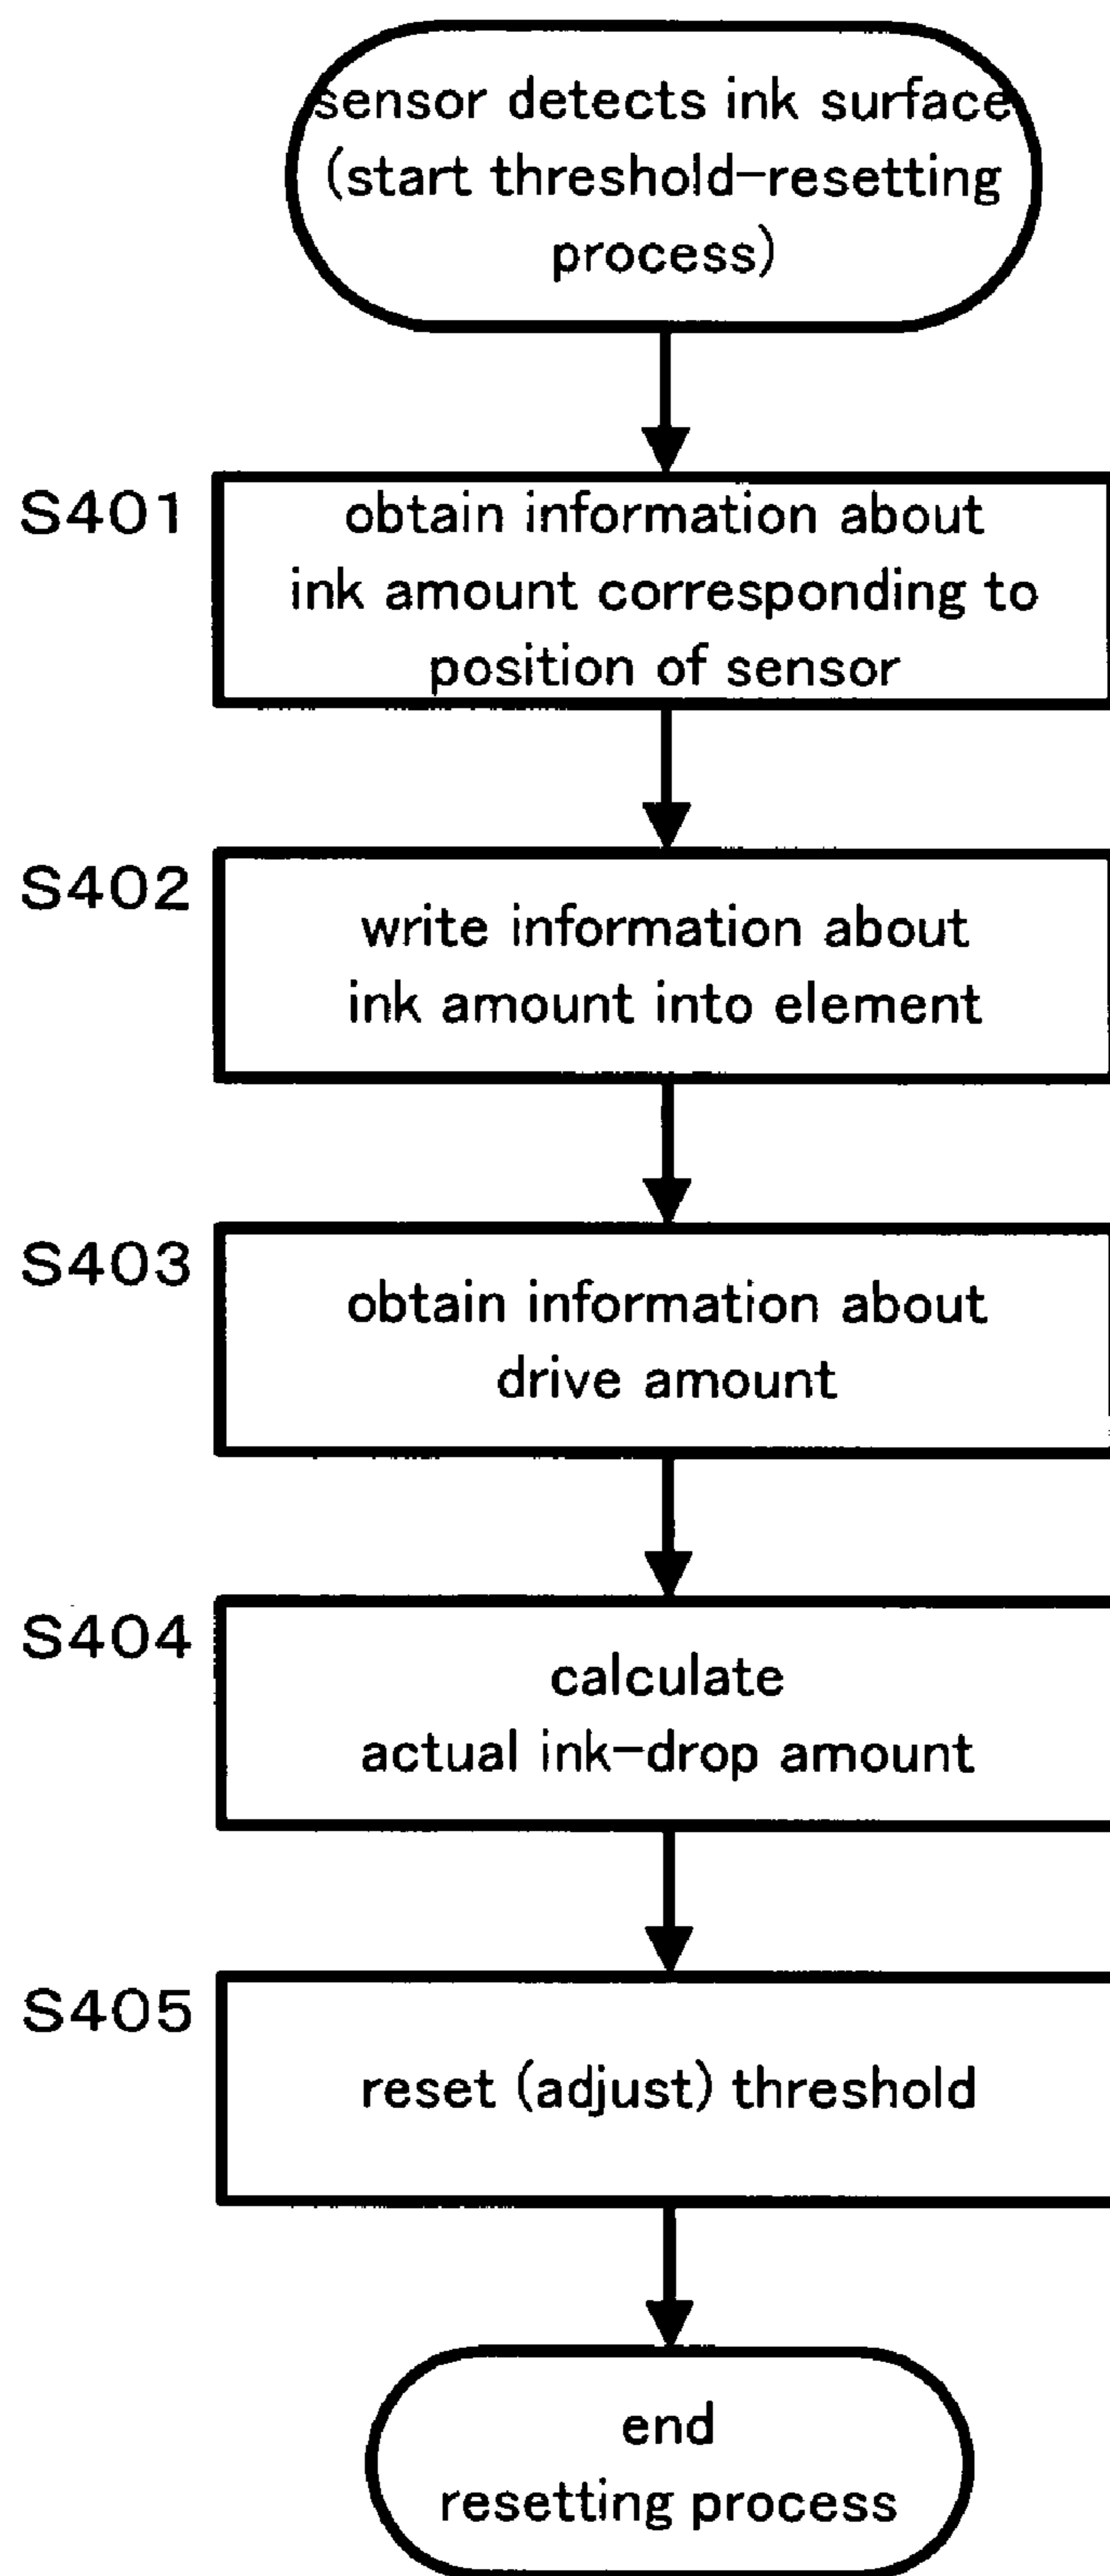 sensor detects ink surface
(start threshold-resetting
process)
S401
obtain information about
ink amount corresponding to
position of sensor
S402
write information about
ink amount into element
S403
obtain information about
drive amount
S404
calculate
actual ink-drop amount
S405
reset (adjust) threshold
end
resetting process